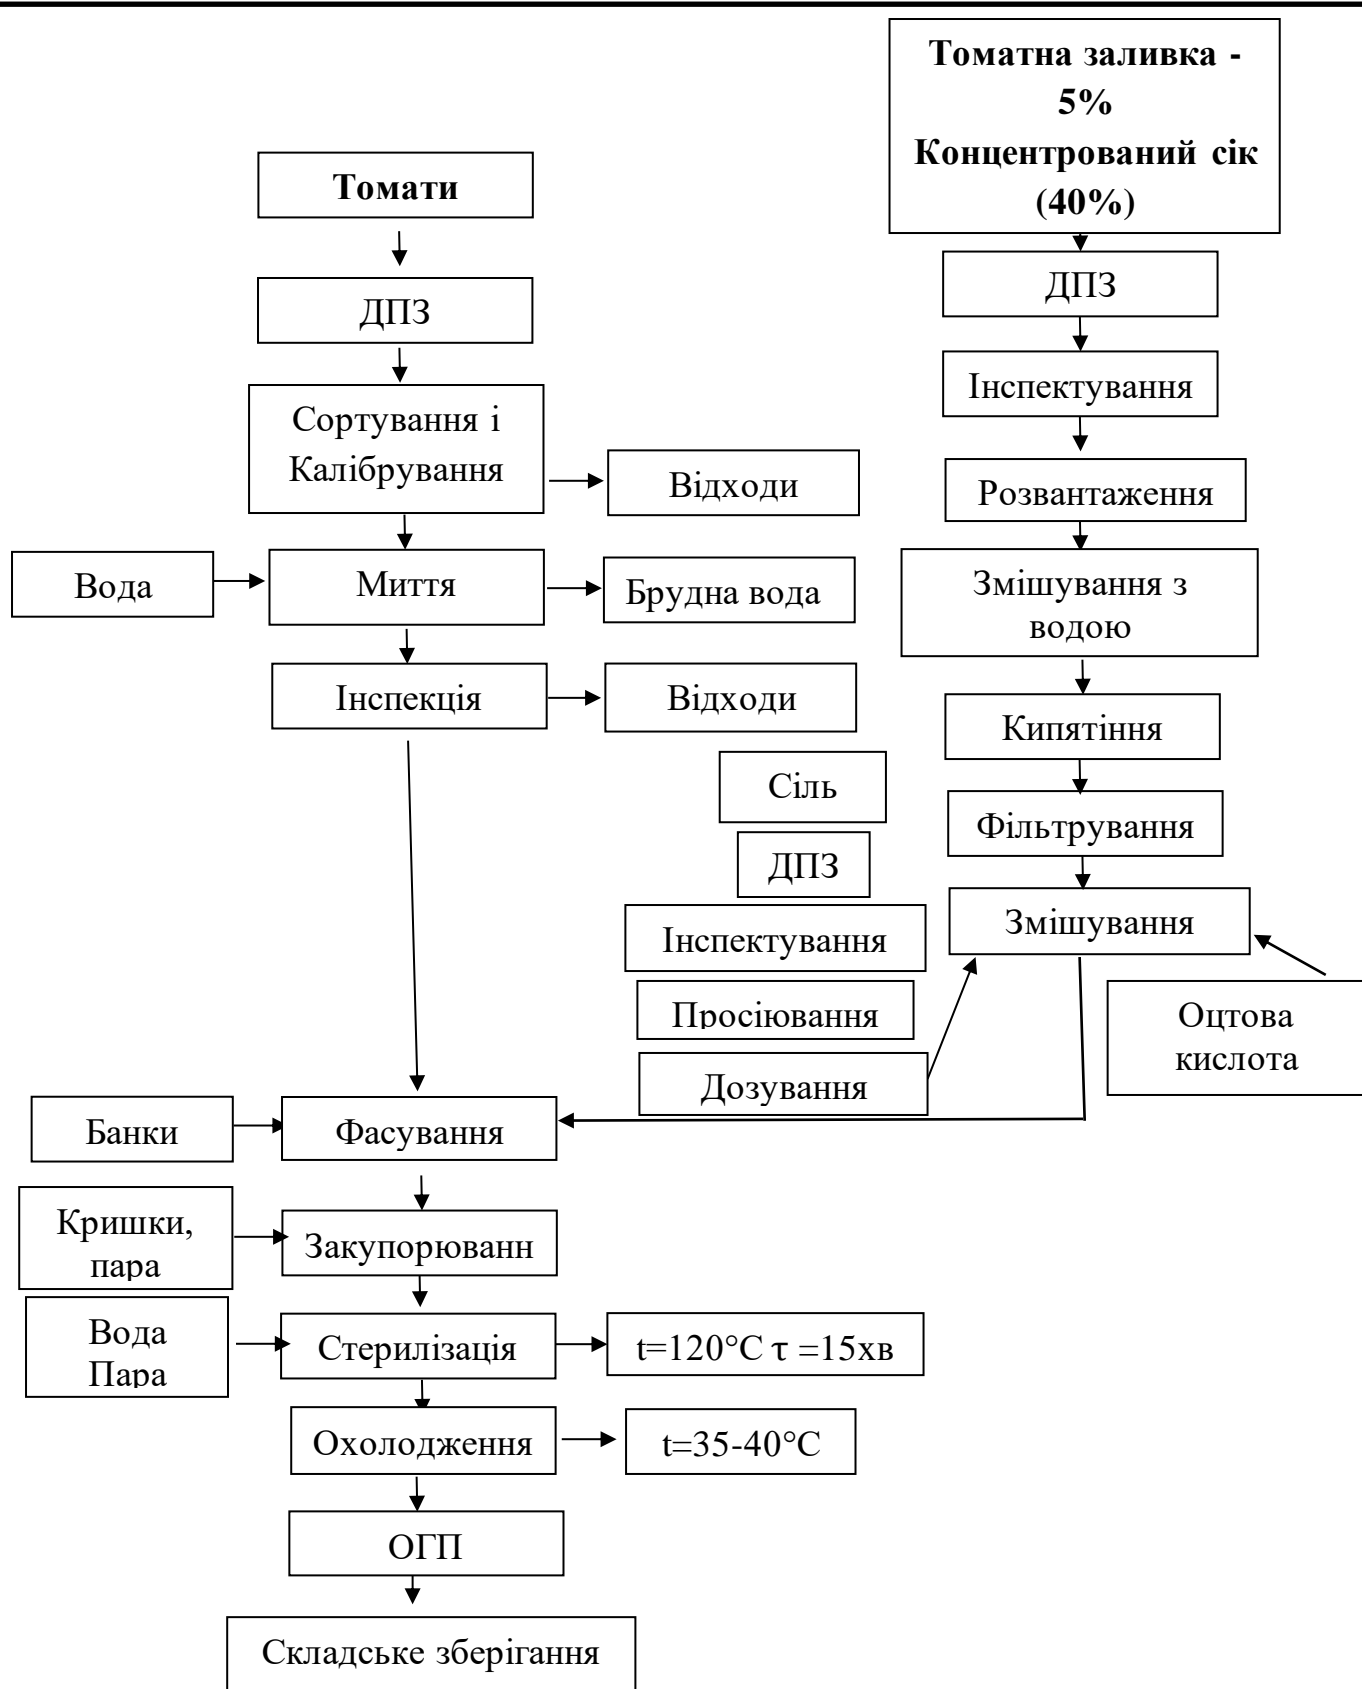 Томатна заливка -
5%
Концентрований сік
(40%)
Томати
ДПЗ
ДПЗ
Інспектування
Сортування і
Калібрування
Відходи
Розвантаження
Вода
Миття
Брудна вода
Змішування з
водою
Інспекція
Відходи
Кипятіння
Сіль
Фільтрування
ДПЗ
Інспектування
Змішування
Просіювання
Оцтова
кислота
Дозування
Банки
Фасування
Кришки,
пара
Закупорюванн
Вода
Пара
Стерилізація
t=120°C τ =15хв
Охолодження
t=35-40°C
ОГП
Складське зберігання